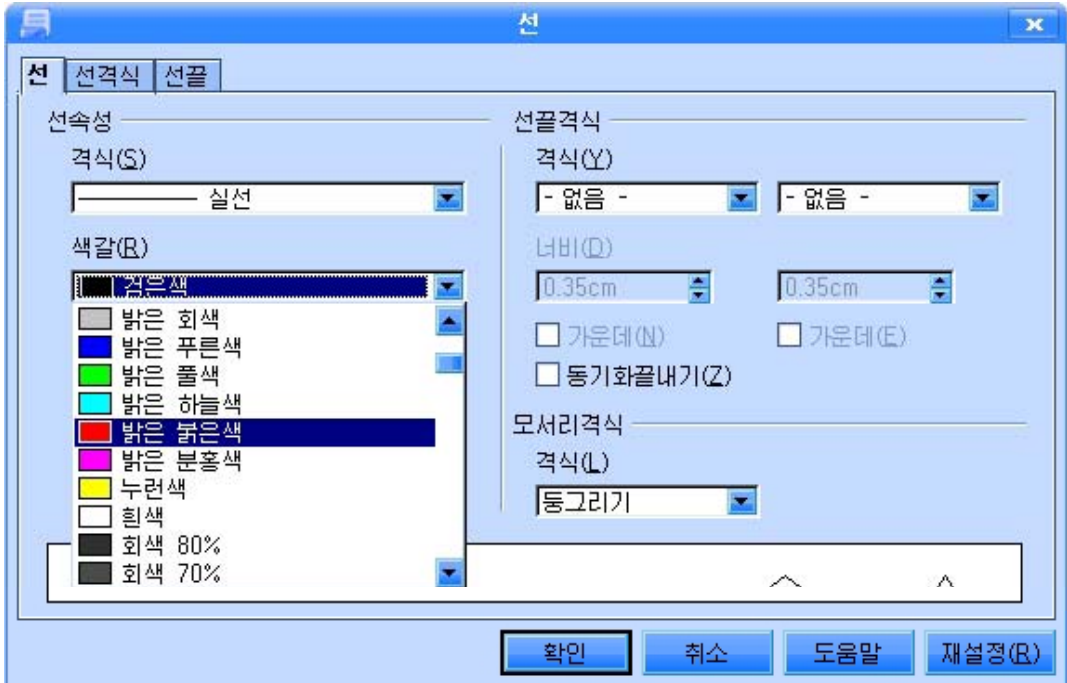 선
선 선격식 선끝
선속성
격식(S)
실선
색갈(R)
검은색
밝은 회색
밝은 푸른색
밝은 풀색
밝은 하늘색
밝은 붉은색
밝은 분홍색
누런색
흰색
회색 80%
회색 70%
선끝격식
격식(Y)
- 없음 - - 없음 -
너비(D)
0.35cm 0.35cm
가운데(N) 가운데(E)
동기화끝내기(Z)
모서리격식
격식(L)
둥그리기
확인 취소 도움말 재설정(R)